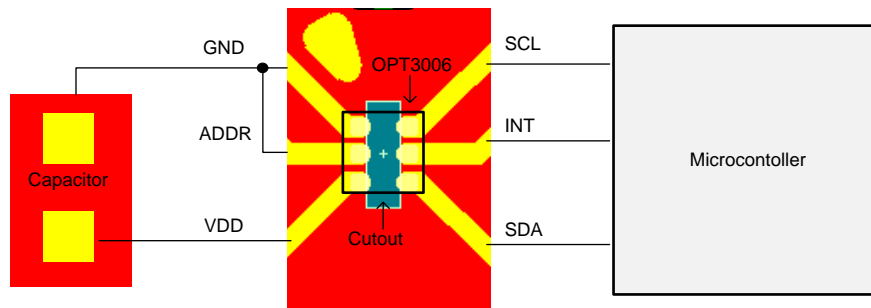 GND
SCL
OPT3006
ADDR
INT
Microcontoller
Capacitor
VDD
SDA
Cutout